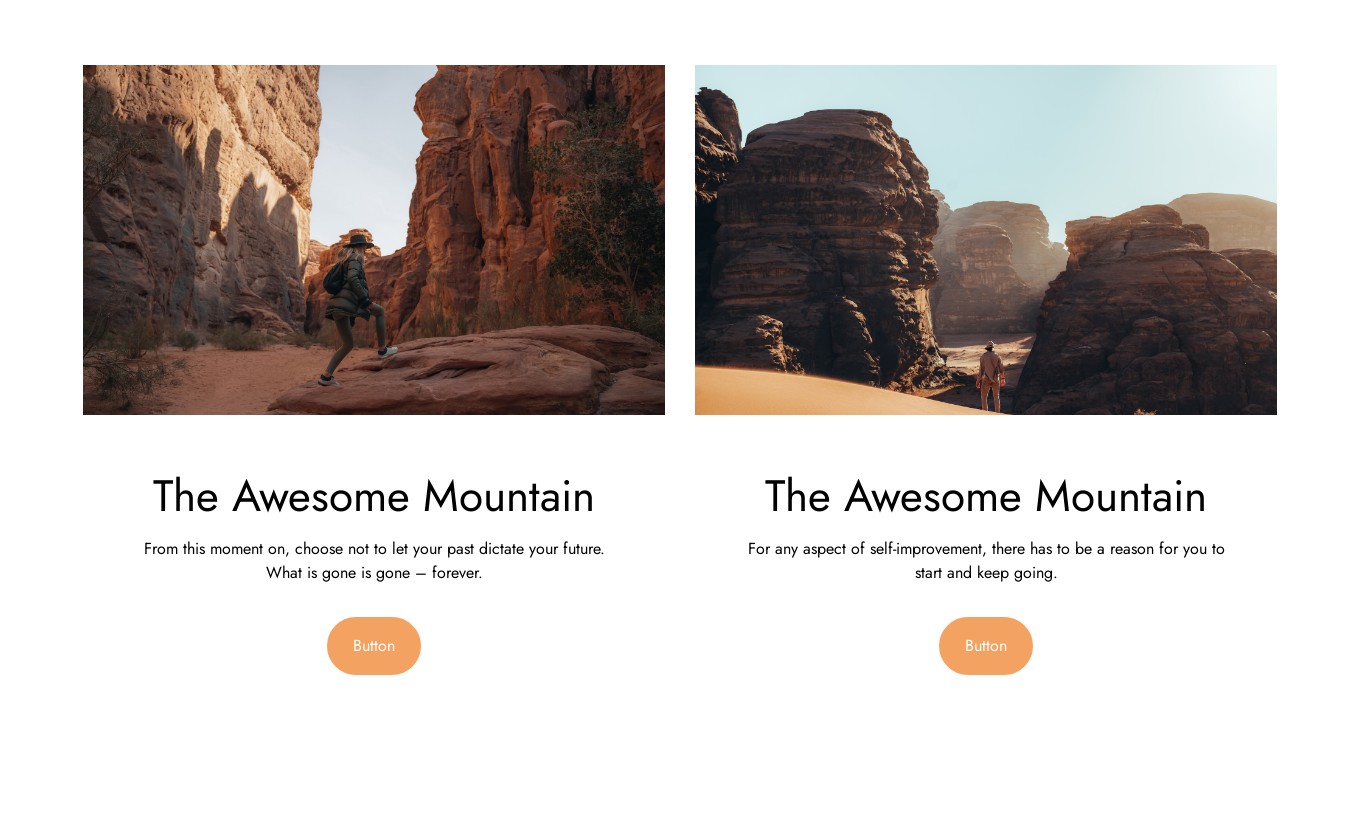 The Awesome Mountain
From this moment on, choose not to let your past dictate your future.
What is gone is gone – forever.
Button
The Awesome Mountain
For any aspect of self-improvement, there has to be a reason for you to
start and keep going.
Button